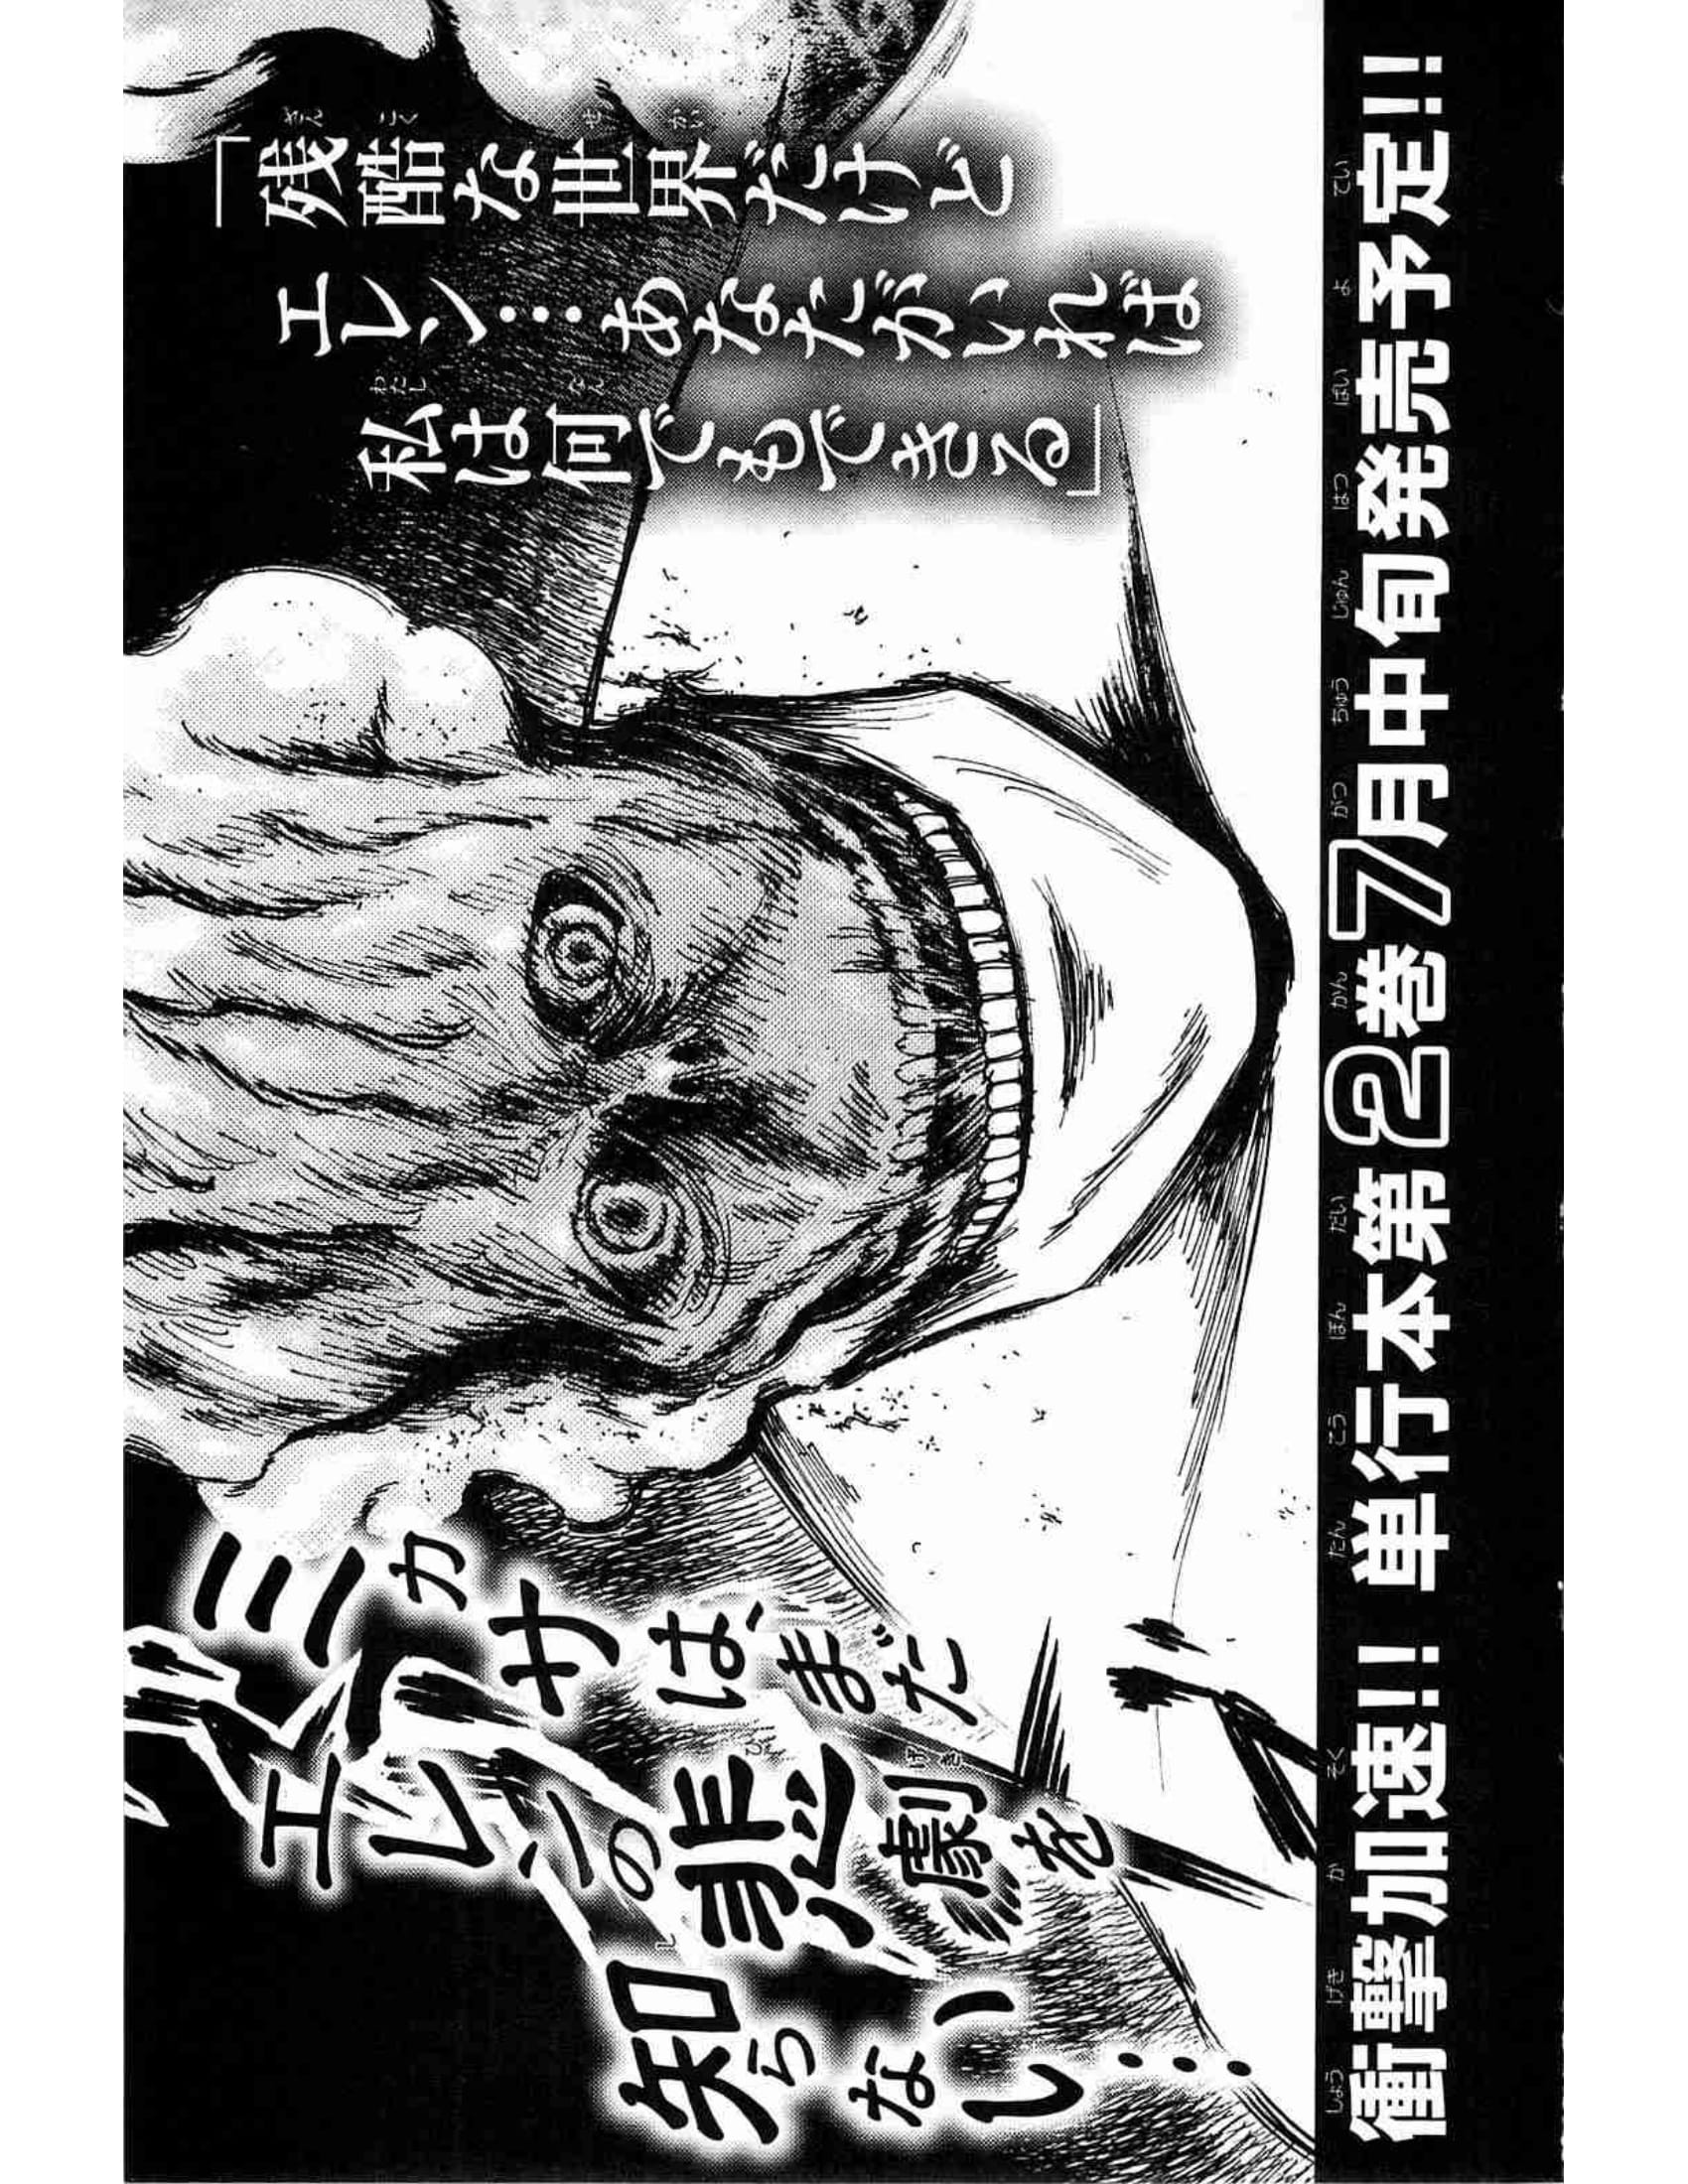 「残酷な世界だけど
エレン…あなたがいれば
私は何でもできる」
ミカサは、まだ
エレンの悲劇を
知らない…
衝撃加速!! 単行本第2巻7月中旬発売予定!!